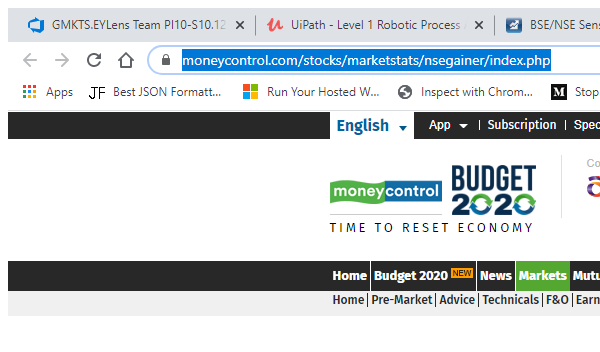 GMKTS.EYLens Team PI10-S10.12 UiPath - Level 1 Robotic Process BSE/NSE Sens
moneycontrol.com/stocks/marketstats/nsegainer/index.php
Apps JF Best JSON Formatt... Run Your Hosted W... Inspect with Chrom... M Stop
English App Subscription Spec
moneycontrol BUDGET 2020
TIME TO RESET ECONOMY
Home Budget 2020 NEW News Markets Mutu
Home | Pre-Market | Advice | Technicals | F&O | Earn